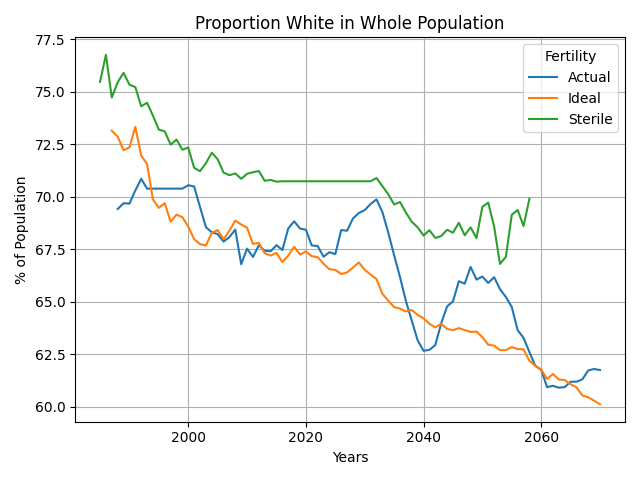 Proportion White in Whole Population
% of Population
77.5
75.0
72.5
70.0
67.5
65.0
62.5
60.0
Fertility
Actual
Ideal
Sterile
2000
2020
2040
2060
Years